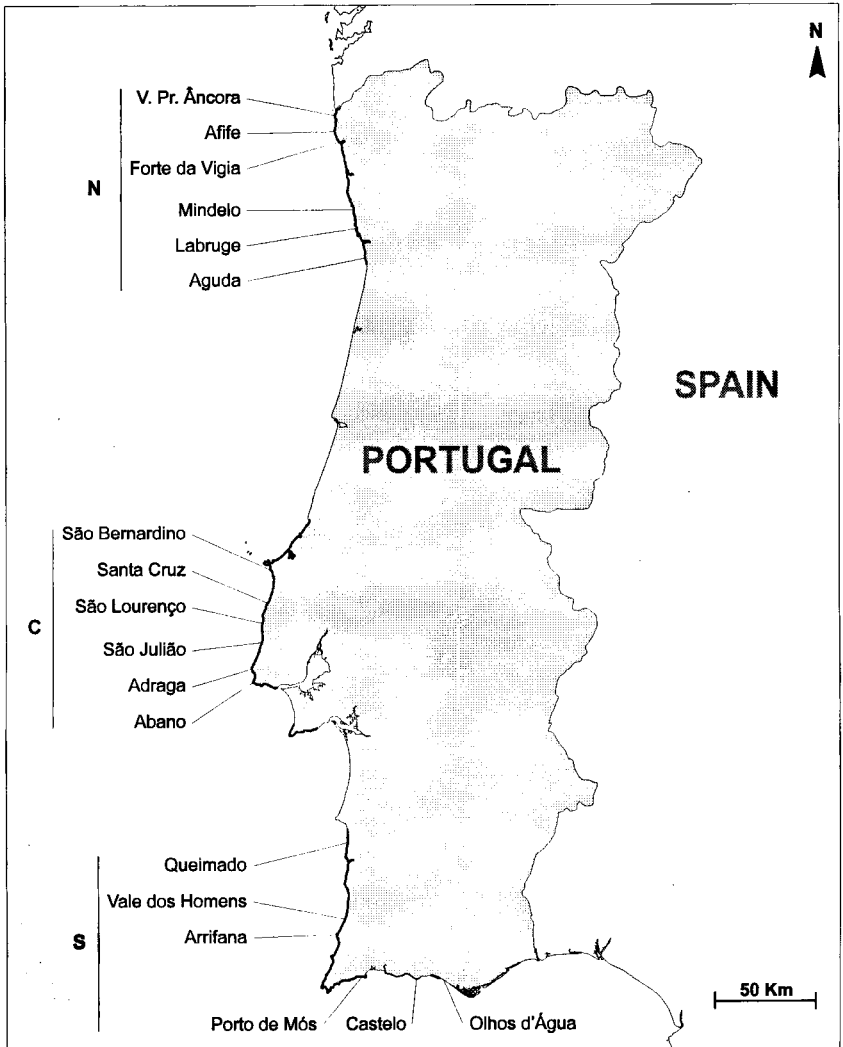 N
V. Pr. Âncora
Afife
Forte da Vigia
N
Mindelo
Labruge
Aguda
SPAIN
PORTUGAL
São Bernardino
Santa Cruz
São Lourenço
C
São Julião
Adraga
Abano
Queimado
Vale dos Homens
S
Arrifana
50 Km
Porto de Mós
Castelo
Olhos d'Água